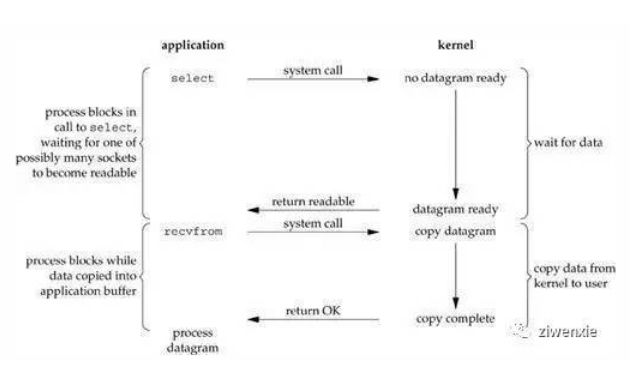 application
kernel
select
system call
no datagram ready
process blocks in
call to select,
waiting for one of
possibly many sockets
to become readable
wait for data
return readable
datagram ready
recvfrom
system call
copy datagram
process blocks while
data copied into
application buffer
copy data from
kernel to user
return OK
copy complete
process
datagram
ziwenxie